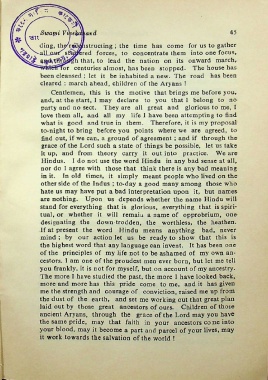 Swami Vivekanand 85
ding, the reconstructing; the time has come for us to gather
all our scattered forces, to concentrate them into one focus,
and through that, to lead the nation on its onward march,
which for centuries almost, has been stopped. The house has
been cleansed: let it be inhabited a new. The road has been
cleared: march ahead, children of the Aryans!
Gentlemen, this is the motive that brings me before you,
and, at the start, I may declare to you that I belong to no
party and no sect. They are all great and glorious to me, I
love them all, and all my life I have been attempting to find
what is good and true in them. Therefore, it is my proposal
to-night to bring before you points where we are agreed, to
find out, if we can, a ground of agreement; and if through the
grace of the Lord such a state of things be possible, let us take
it up, and from theory carry it out into practice. We are
Hindus. I do not use the word Hindu in any bad sense at all,
nor do I agree with those that think there is any bad meaning
in it. In old times, it simply meant people who lived on the
other side of the Indus; to-day a good many among those who
hate us may have put a bad interpretation upon it, but names
are nothing. Upon us depends whether the name Hindu will
stand for everything that is glorious, everything that is spiri-
tual, or whether it will remain a name of opprobrium, one
designating the down-trodden, the worthless, the heathen.
If at present the word Hindu means anything bad, never
mind; by our action let us be ready to show that this is
the highest word that any language can invent. It has been one
of the principles of my life not to be ashamed of my own an-
cestors. I am one of the proudest men ever born, but let me tell
you frankly, it is not for myself, but on account of my ancestry.
The more I have studied the past, the more I have looked back,
more and more has this pride come to me, and it has given
me the strength and courage of conviction, raised me up from
the dust of the earth, and set me working out that great plan
laid out by those great ancestors of ours. Children of those
ancient Aryans, through the grace of the Lord may you have
the same pride, may that faith in your ancestors come into
your blood, may it become a part and parcel of your lives, may
it work towards the salvation of the world!